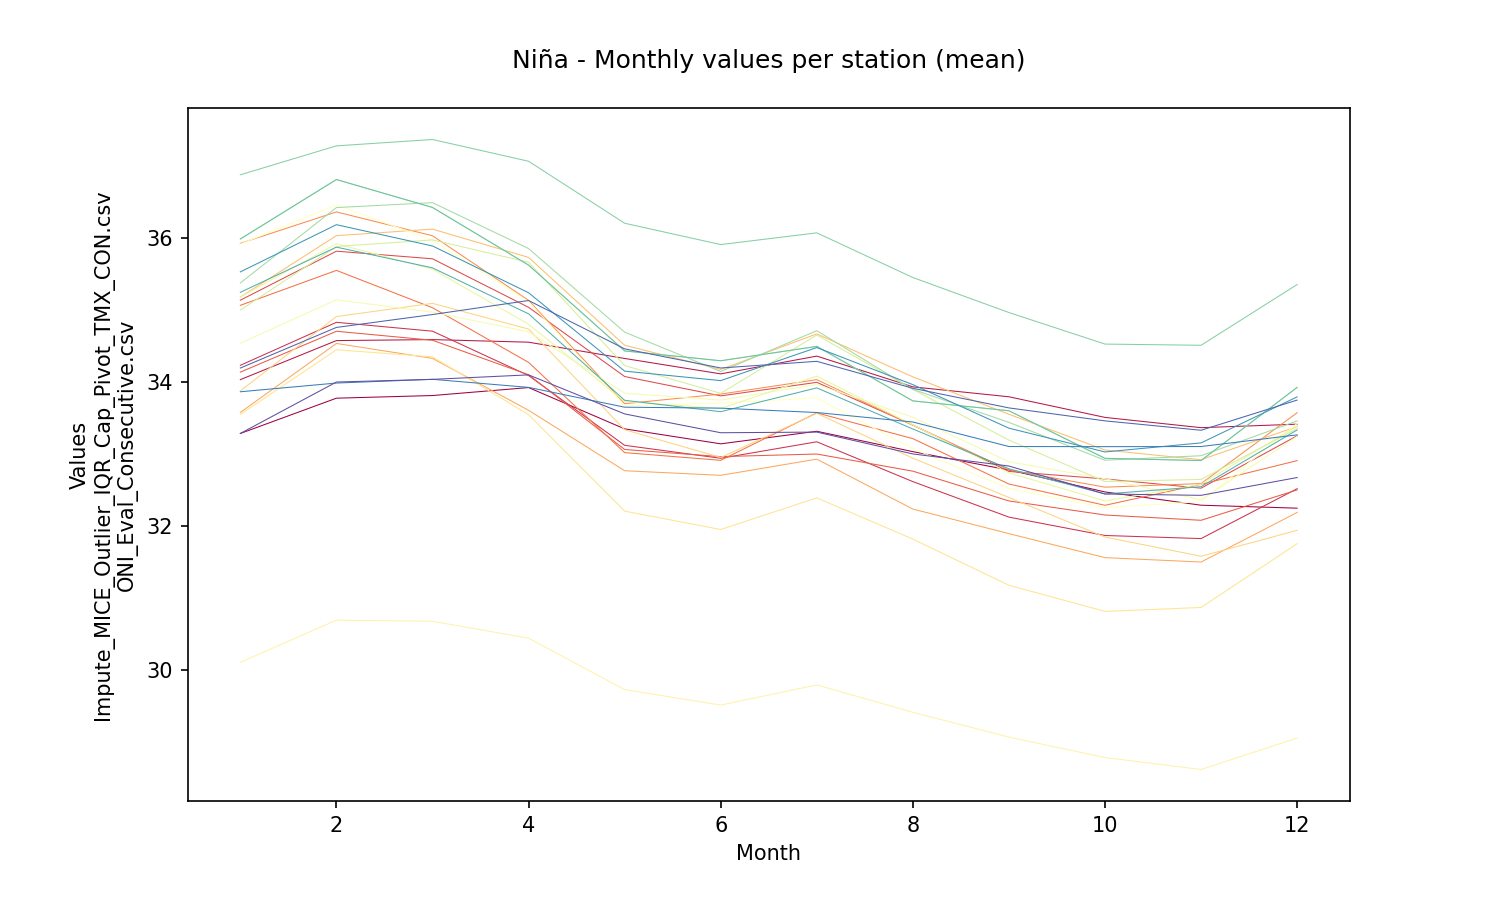 Niña - Monthly values per station (mean)
Values
Impute_MICE_Outlier_IQR_Cap_Pivot_TMX_CON.csv
ONI_Eval_Consecutive.csv
36
34
32
30
2
4
6
8
10
12
Month